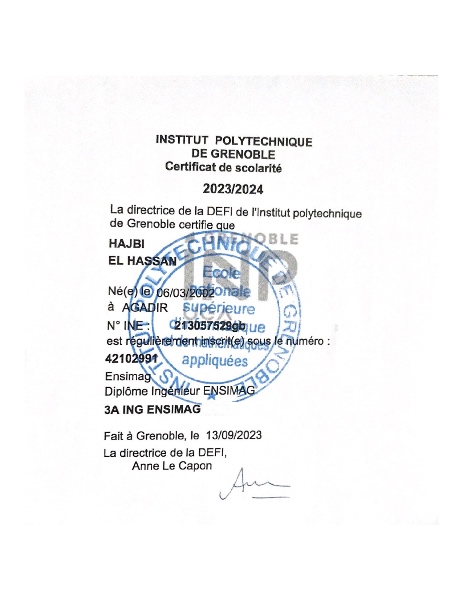 INSTITUT POLYTECHNIQUE
DE GRENOBLE
Certificat de scolarité
2023/2024
La directrice de la DEFI de l'Institut polytechnique
de Grenoble certifie que
HAJBI
EL HASSAN
Né(e) le 06/03/2002
à AGADIR
N° INE : 213057529gb
est régulièrement inscrit(e) sous le numéro :
42102991
Ensimag
Diplôme Ingénieur ENSIMAG
3A ING ENSIMAG
Fait à Grenoble, le 13/09/2023
La directrice de la DEFI,
Anne Le Capon
GRENOBLE
INP
INSTITUT POLYTECHNIQUE DE GRENOBLE
Ecole
nationale
supérieure
d'informatique
et de mathématiques
appliquées